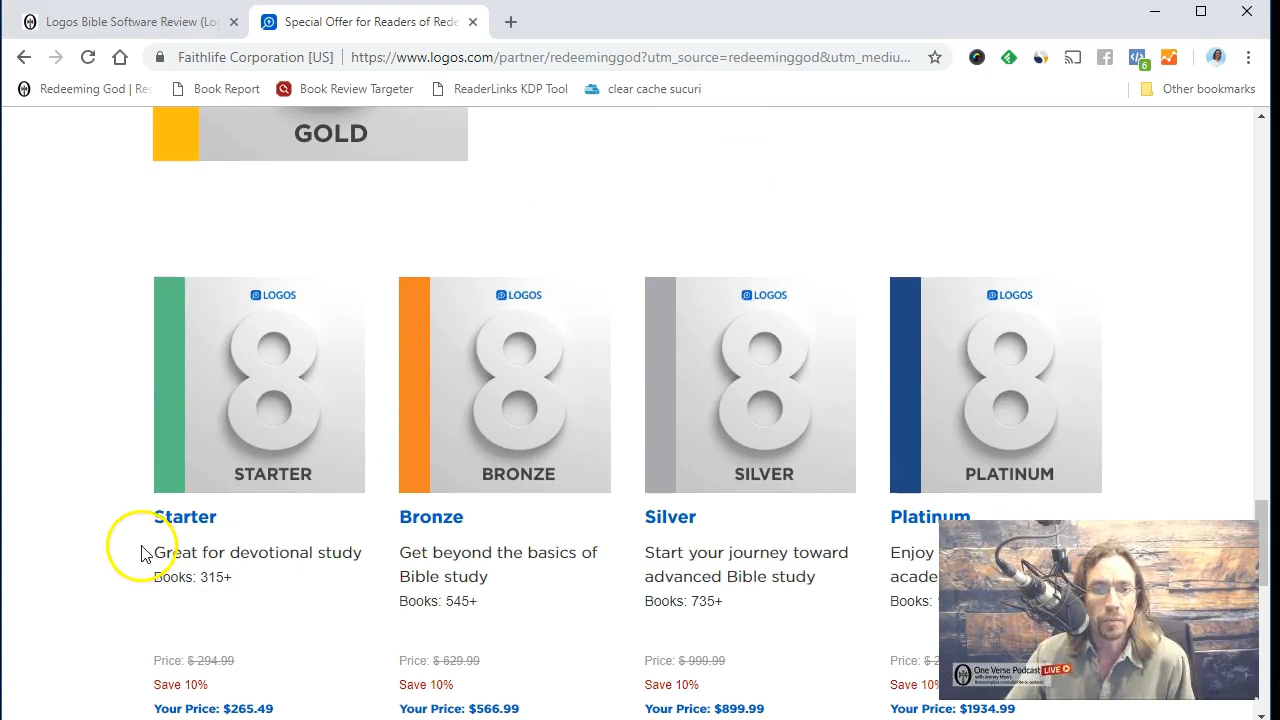 Logos Bible Software Review (Lo
Special Offer for Readers of Rede
Faithlife Corporation [US]
https://www.logos.com/partner/redeeminggod?utm_source=redeeminggod&utm_mediu...
6
Redeeming God | Res
Book Report
Book Review Targeter
ReaderLinks KDP Tool
clear cache sucuri
Other bookmarks
GOLD
LOGOS
8
STARTER
LOGOS
8
BRONZE
LOGOS
8
SILVER
LOGOS
8
PLATINUM
Starter
Great for devotional study
Books: 315+
Price: $ 294.99
Save 10%
Your Price: $265.49
Bronze
Get beyond the basics of
Bible study
Books: 545+
Price: $ 629.99
Save 10%
Your Price: $566.99
Silver
Start your journey toward
advanced Bible study
Books: 735+
Price: $ 999.99
Save 10%
Your Price: $899.99
Platinum
Enjoy
acade
Books:
Price: $ 2
Save 10%
Your Price: $1934.99
One Verse Podcast
LIVE
with Jeremy Myers